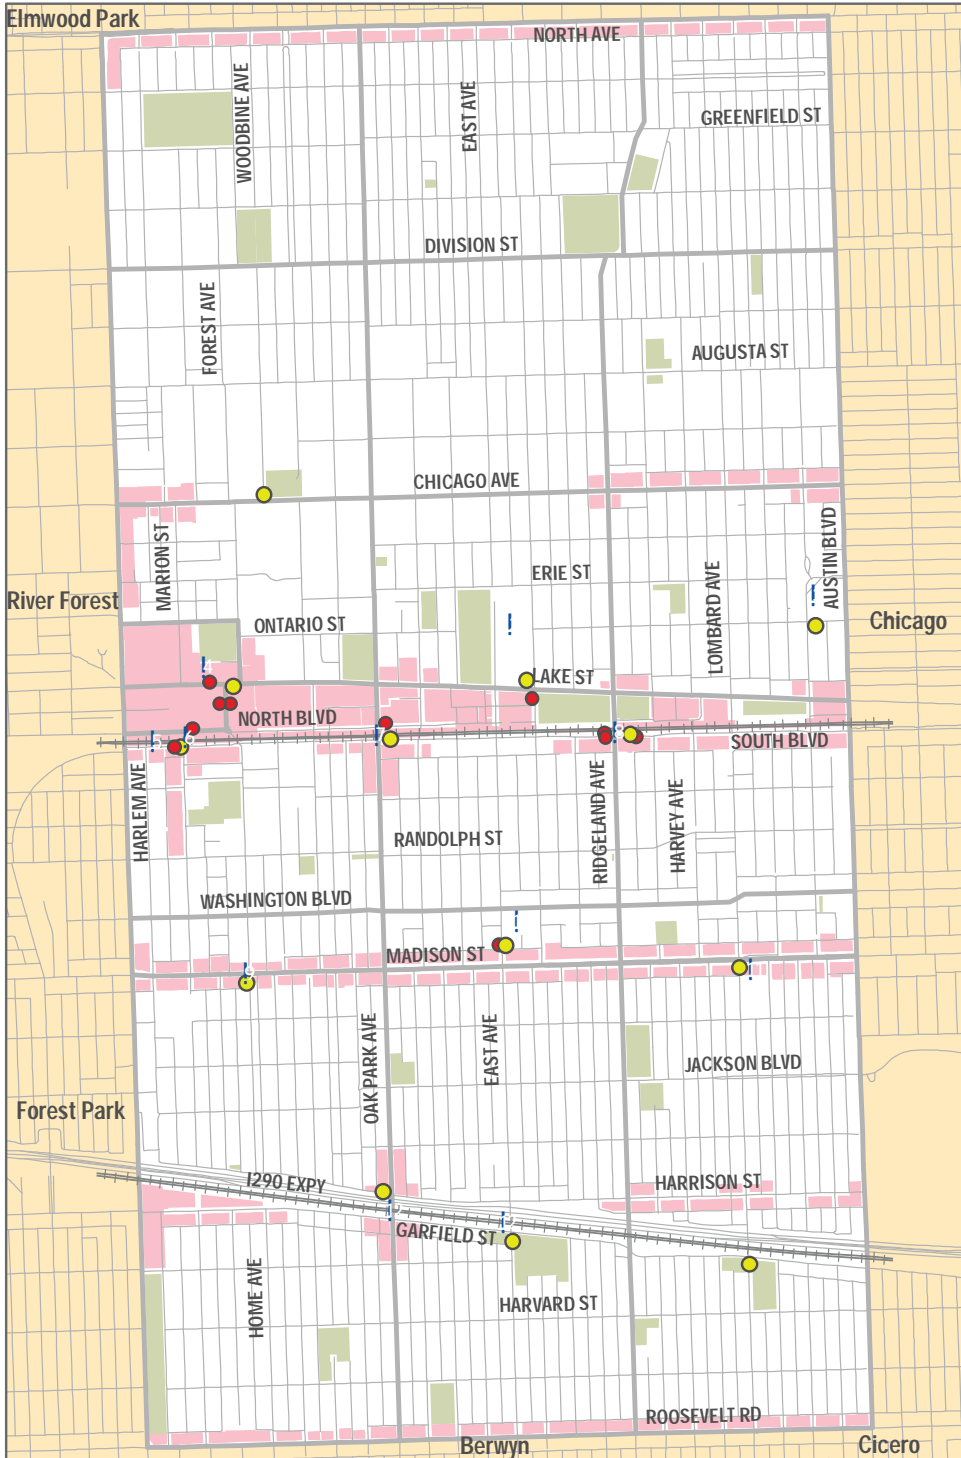 Elmwood Park
NORTH AVE
WOODBINE AVE
EAST AVE
GREENFIELD ST
DIVISION ST
FOREST AVE
AUGUSTA ST
CHICAGO AVE
MARION ST
AUSTIN BLVD
ERIE ST
LOMBARD AVE
River Forest
ONTARIO ST
Chicago
LAKE ST
NORTH BLVD
SOUTH BLVD
HARLEM AVE
RIDGELAND AVE
HARVEY AVE
RANDOLPH ST
WASHINGTON BLVD
MADISON ST
OAK PARK AVE
EAST AVE
JACKSON BLVD
Forest Park
I290 EXPY
HARRISON ST
GARFIELD ST
HOME AVE
HARVARD ST
ROOSEVELT RD
Berwyn
Cicero